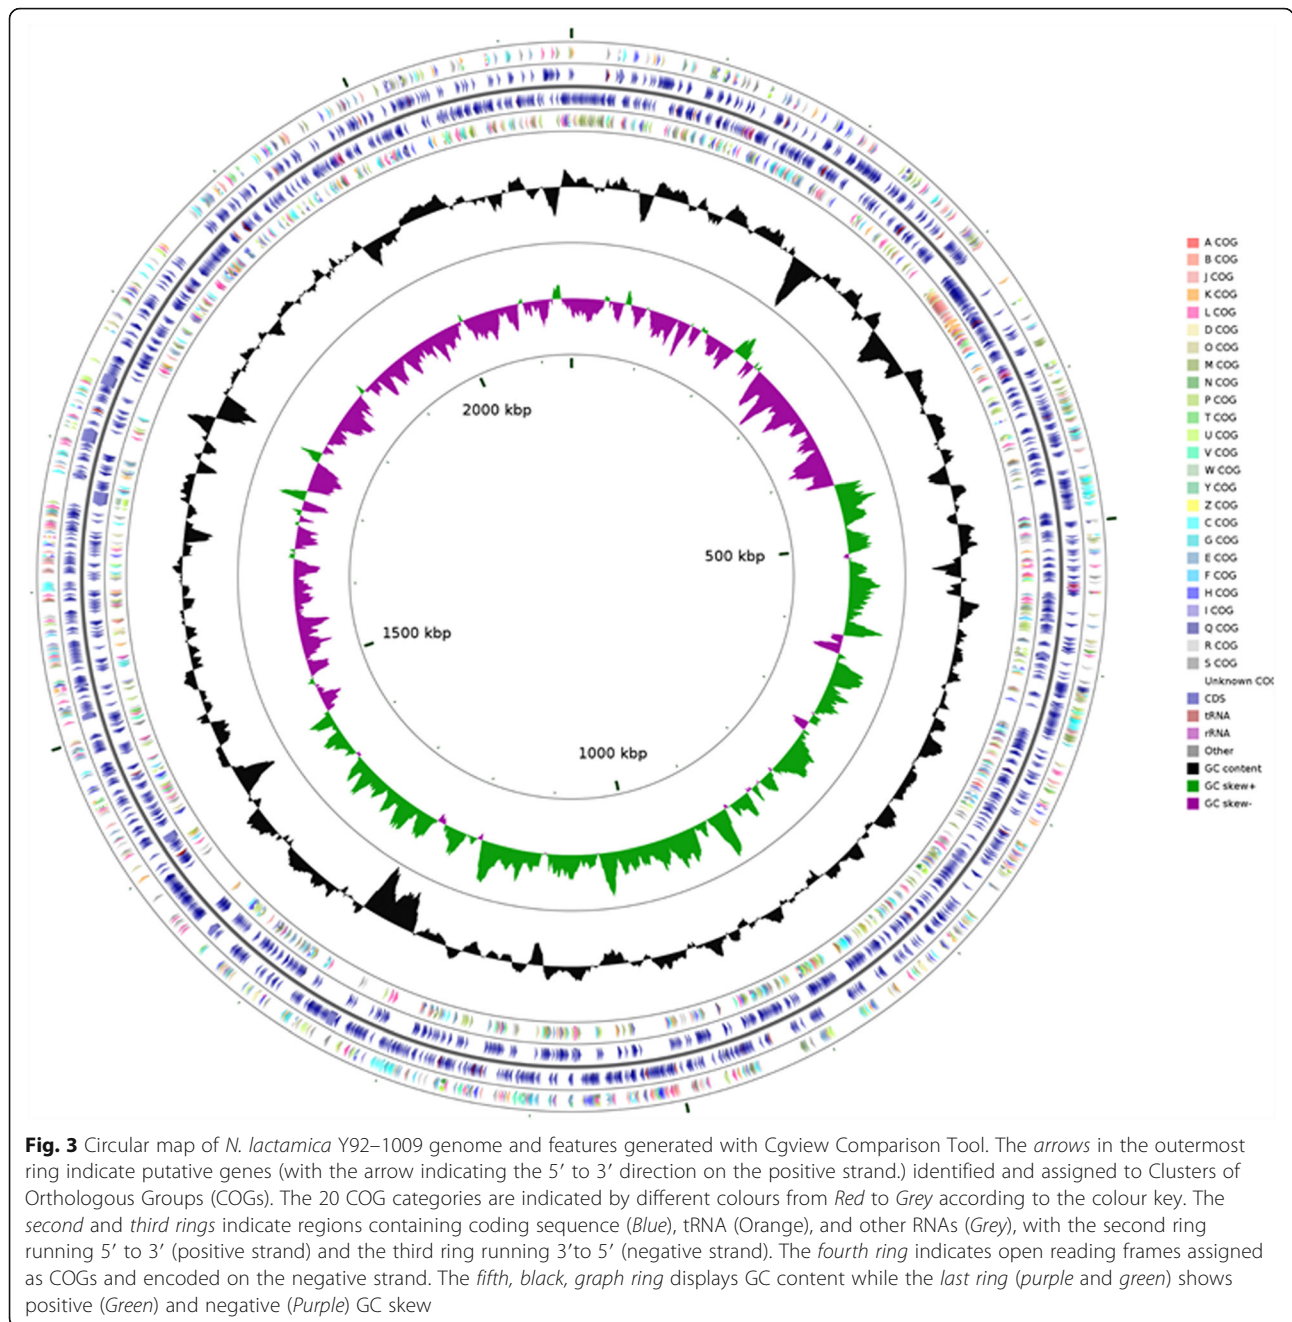 2000 kbp
500 kbp
1500 kbp
1000 kbp
A COG
B COG
J COG
K COG
L COG
D COG
O COG
M COG
N COG
P COG
T COG
U COG
V COG
W COG
Y COG
Z COG
C COG
G COG
E COG
F COG
H COG
I COG
Q COG
R COG
S COG
Unknown COG
CDS
tRNA
rRNA
Other
GC content
GC skew+
GC skew-
Fig. 3 Circular map of N. lactamica Y92–1009 genome and features generated with Cgview Comparison Tool. The arrows in the outermost
ring indicate putative genes (with the arrow indicating the 5′ to 3′ direction on the positive strand.) identified and assigned to Clusters of
Orthologous Groups (COGs). The 20 COG categories are indicated by different colours from Red to Grey according to the colour key. The
second and third rings indicate regions containing coding sequence (Blue), tRNA (Orange), and other RNAs (Grey), with the second ring
running 5′ to 3′ (positive strand) and the third ring running 3′to 5′ (negative strand). The fourth ring indicates open reading frames assigned
as COGs and encoded on the negative strand. The fifth, black, graph ring displays GC content while the last ring (purple and green) shows
positive (Green) and negative (Purple) GC skew